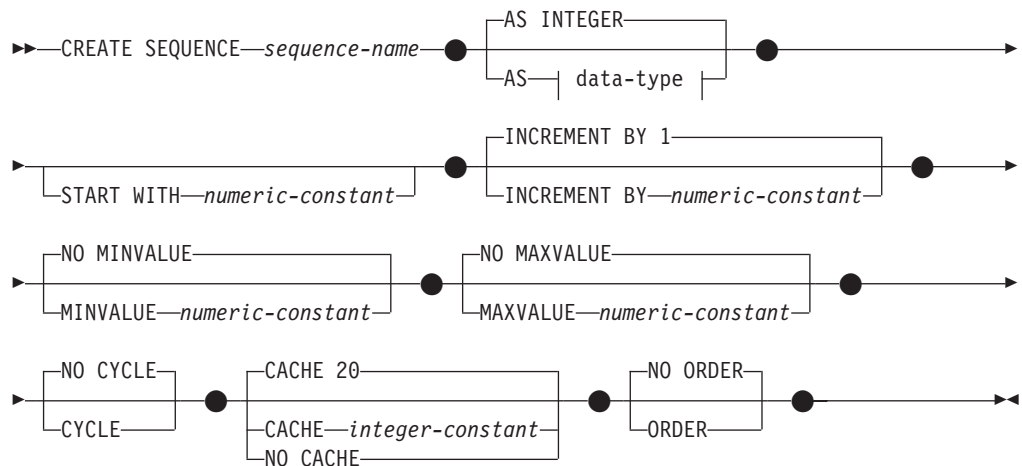 AS INTEGER
CREATE SEQUENCE sequence-name
AS data-type
INCREMENT BY 1
START WITH numeric-constant
INCREMENT BY numeric-constant
NO MINVALUE
NO MAXVALUE
MINVALUE numeric-constant
MAXVALUE numeric-constant
NO CYCLE
CACHE 20
NO ORDER
CYCLE
CACHE integer-constant
ORDER
NO CACHE